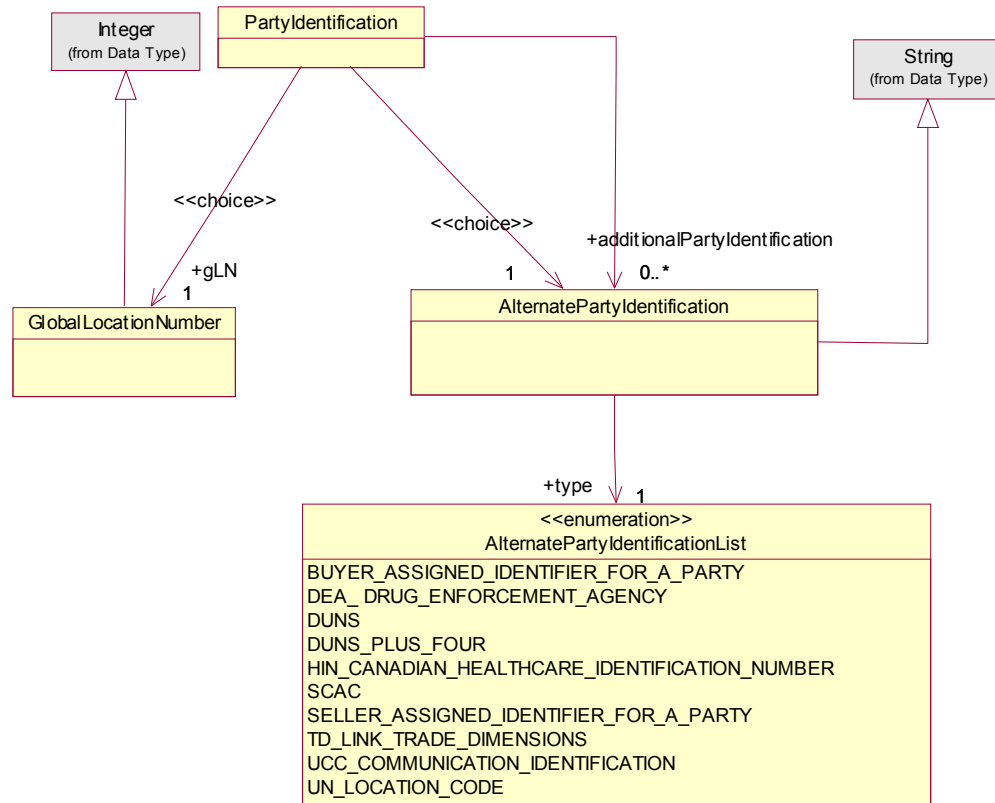 Integer
(from Data Type)
PartyIdentification
String
(from Data Type)
<<choice>>
<<choice>>
+additionalPartyIdentification
+gLN
1
1
0..*
GlobalLocationNumber
AlternatePartyIdentification
+type
1
<<enumeration>>
AlternatePartyIdentificationList
BUYER_ASSIGNED_IDENTIFIER_FOR_A_PARTY
DEA_ DRUG_ENFORCEMENT_AGENCY
DUNS
DUNS_PLUS_FOUR
HIN_CANADIAN_HEALTHCARE_IDENTIFICATION_NUMBER
SCAC
SELLER_ASSIGNED_IDENTIFIER_FOR_A_PARTY
TD_LINK_TRADE_DIMENSIONS
UCC_COMMUNICATION_IDENTIFICATION
UN_LOCATION_CODE